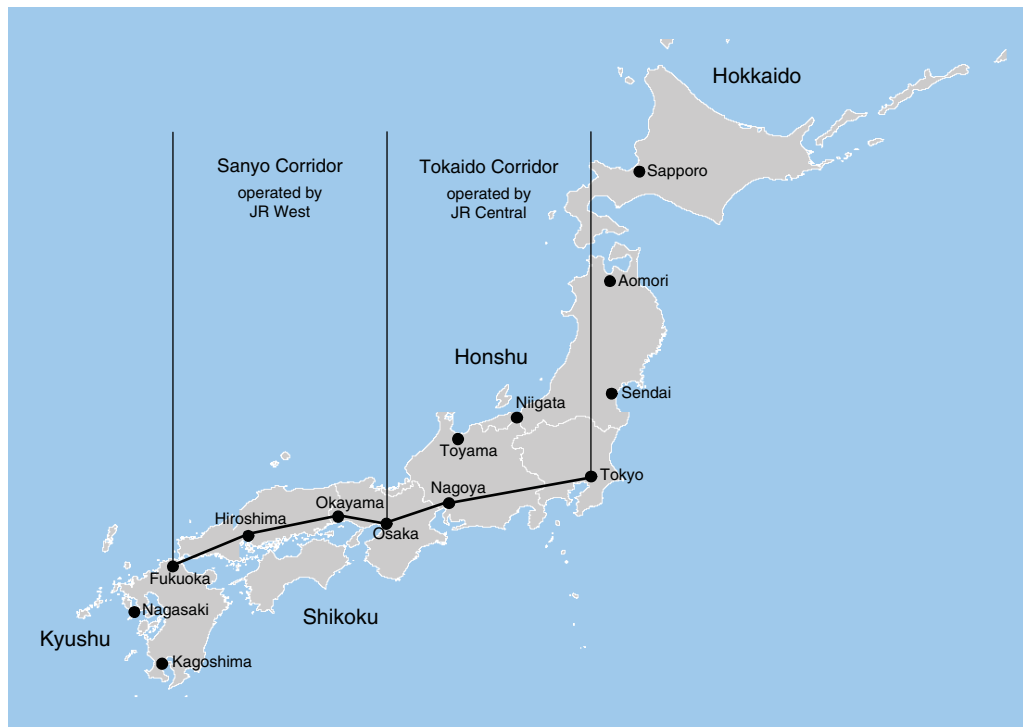 Hokkaido
Sanyo Corridor
operated by
JR West
Tokaido Corridor
operated by
JR Central
Sapporo
Aomori
Honshu
Sendai
Niigata
Toyama
Tokyo
Nagoya
Okayama
Hiroshima
Osaka
Fukuoka
Nagasaki
Shikoku
Kyushu
Kagoshima